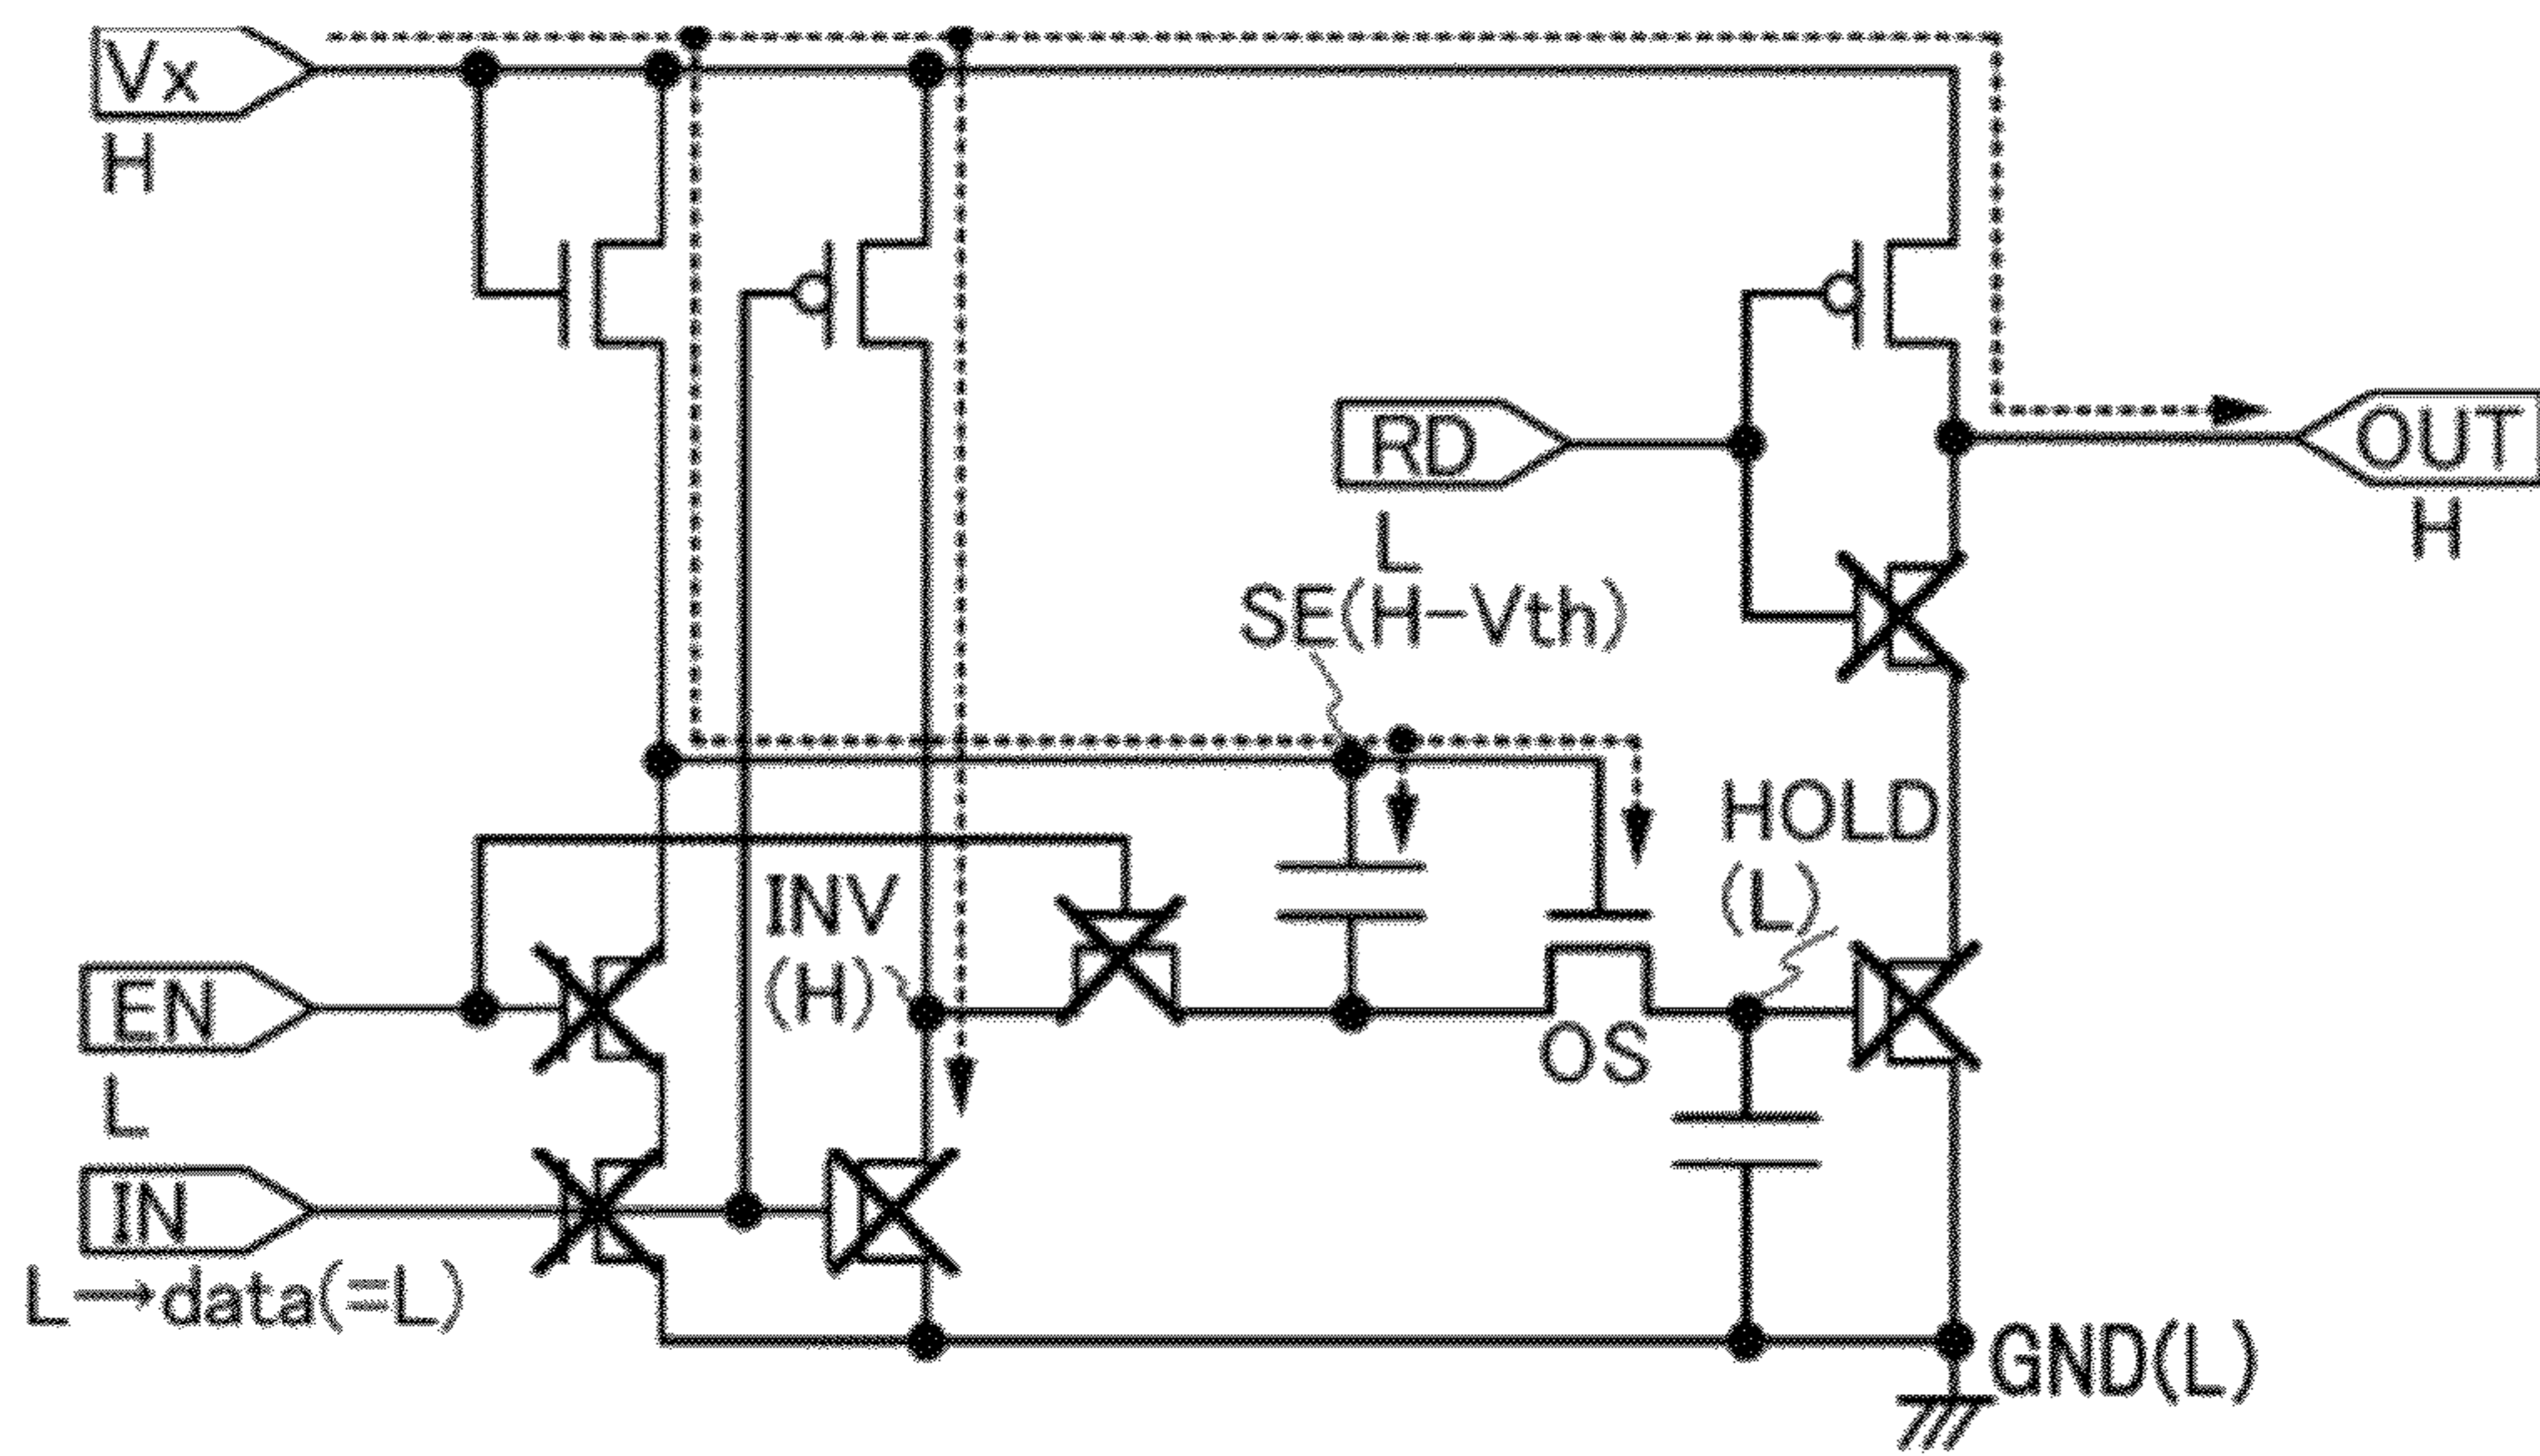 Vx
H
RD
L
OUT
H
SE(H-Vth)
HOLD
(L)
INV
(H)
EN
L
OS
IN
L→data(=L)
GND(L)